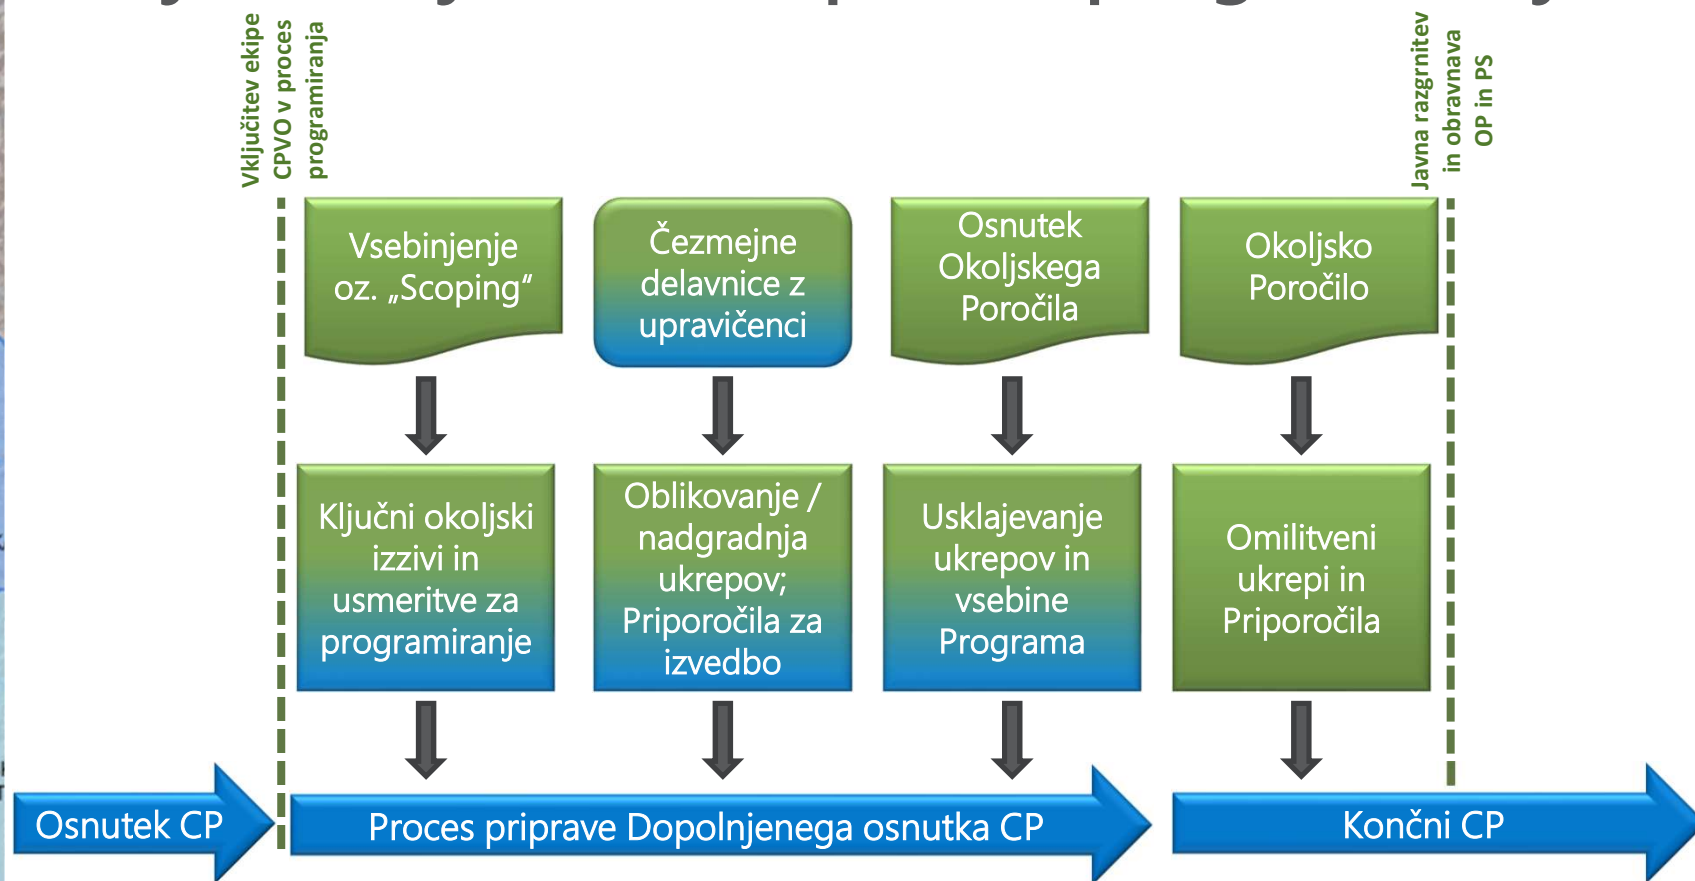 Vključitev ekipe
CPVO v proces
programiranja
Javna razgrnitev
in obravnava
OP in PS
Vsebinjenje
oz. „Scoping“
Čezmejne
delavnice z
upravičenci
Osnutek
Okoljskega
Poročila
Okoljsko
Poročilo
Ključni okoljski
izzivi in
usmeritve za
programiranje
Oblikovanje /
nadgradnja
ukrepov;
Priporočila za
izvedbo
Usklajevanje
ukrepov in
vsebine
Programa
Omilitveni
ukrepi in
Priporočila
Osnutek CP
Proces priprave Dopolnjenega osnutka CP
Končni CP